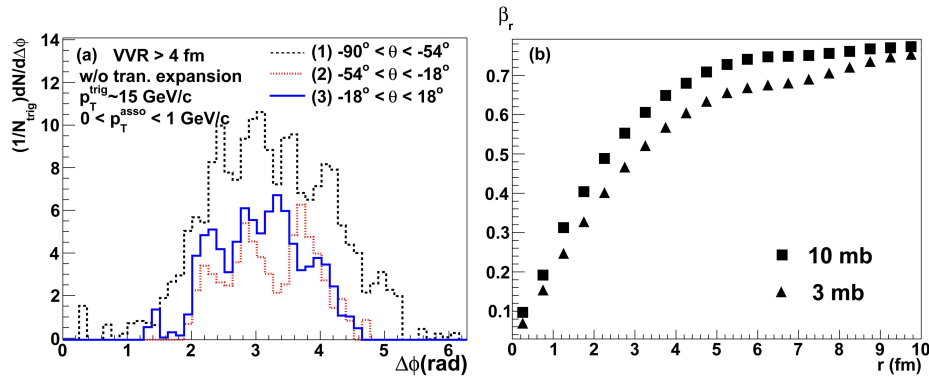 β_r
14
12
10
8
6
4
2
0
(1/N_trig)dN/dΔϕ
(a) VVR > 4 fm
w/o tran. expansion
p_T^trig~15 GeV/c
0 < p_T^asso < 1 GeV/c
(1) -90° < θ < -54°
(2) -54° < θ < -18°
(3) -18° < θ < 18°
0 1 2 3 4 5 6
Δϕ(rad)
(b)
0.7
0.6
0.5
0.4
0.3
0.2
0.1
10 mb
3 mb
0 1 2 3 4 5 6 7 8 9 10
r (fm)